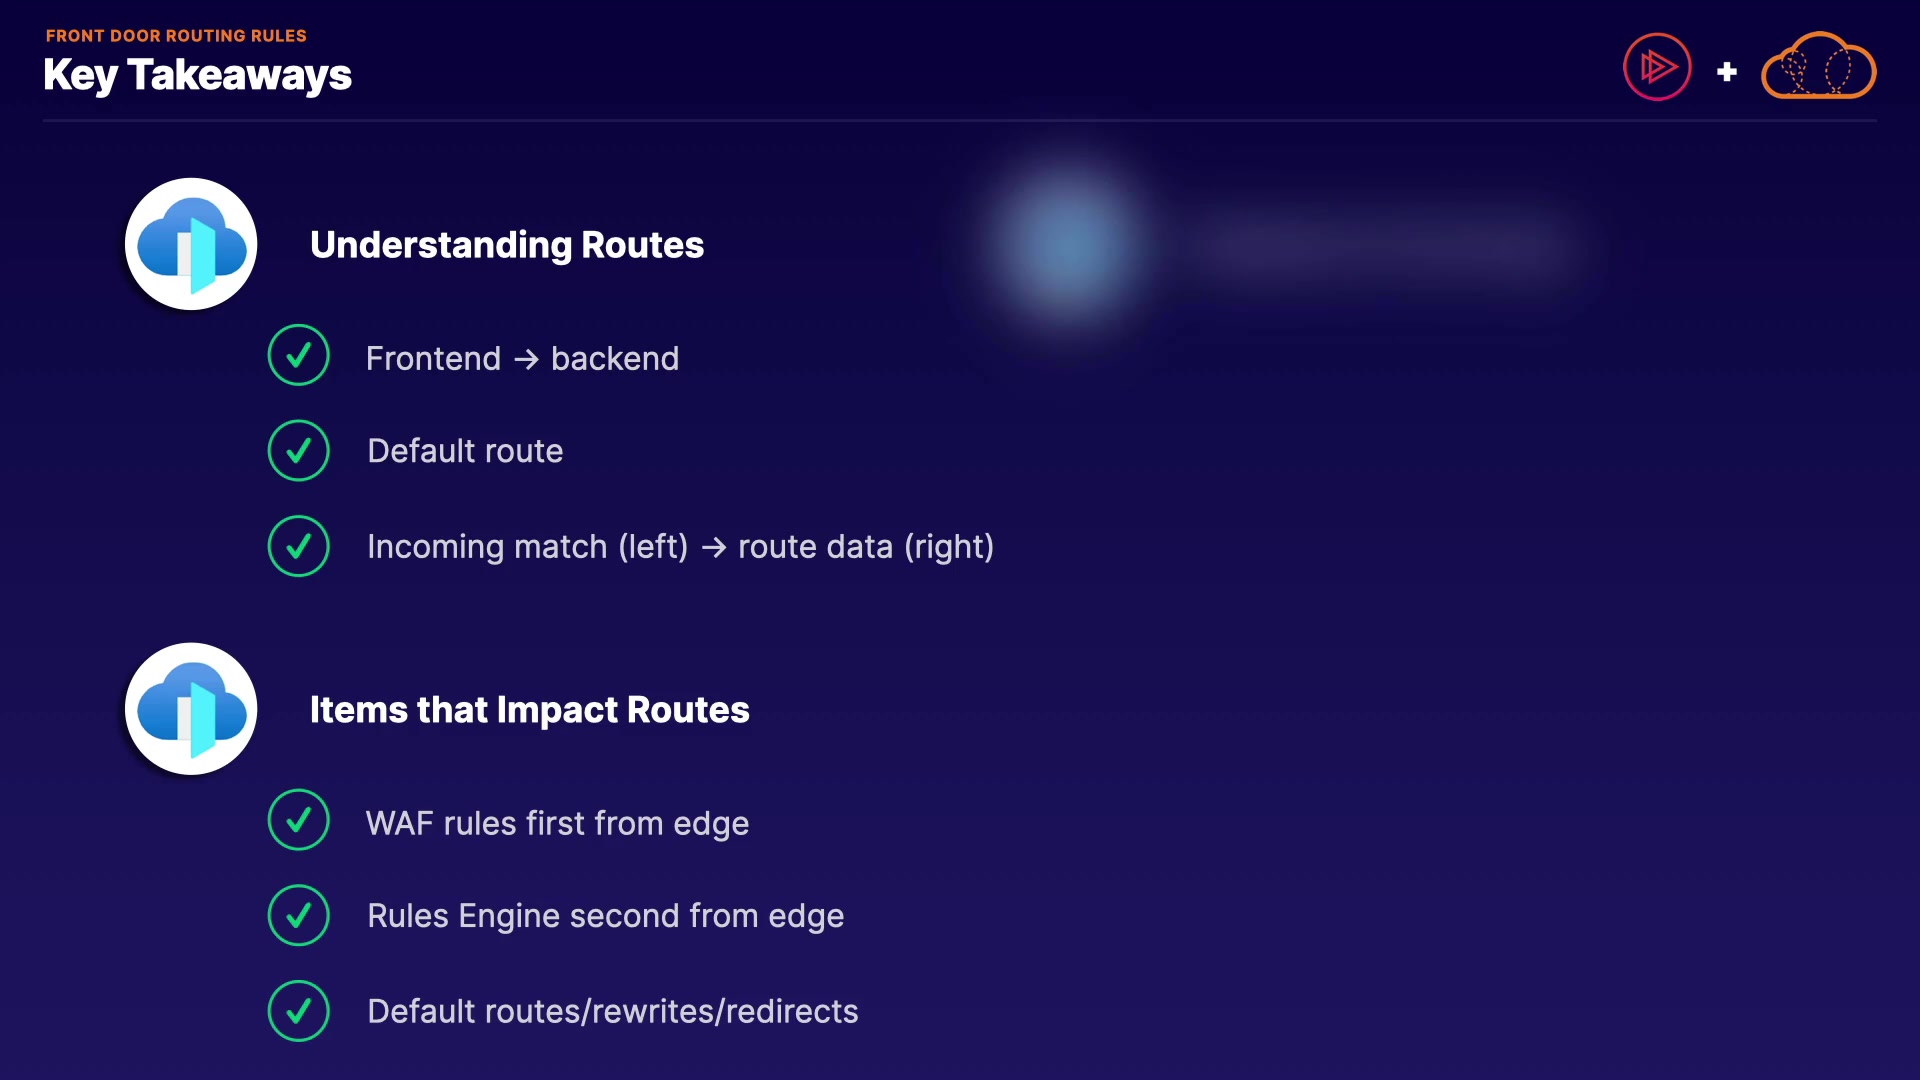 FRONT DOOR ROUTING RULES
Key Takeaways
+
Understanding Routes
Frontend → backend
Default route
Incoming match (left) → route data (right)
Items that Impact Routes
WAF rules first from edge
Rules Engine second from edge
Default routes/rewrites/redirects